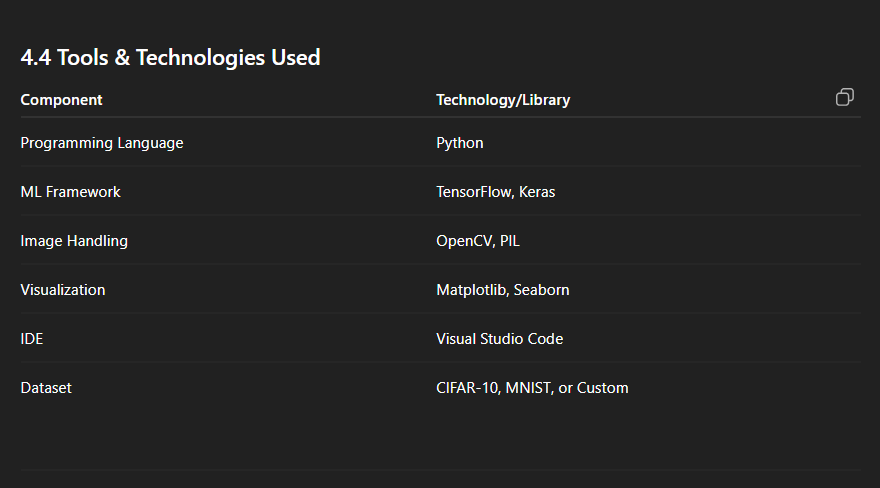 4.4 Tools & Technologies Used
Component Technology/Library
Programming Language Python
ML Framework TensorFlow, Keras
Image Handling OpenCV, PIL
Visualization Matplotlib, Seaborn
IDE Visual Studio Code
Dataset CIFAR-10, MNIST, or Custom